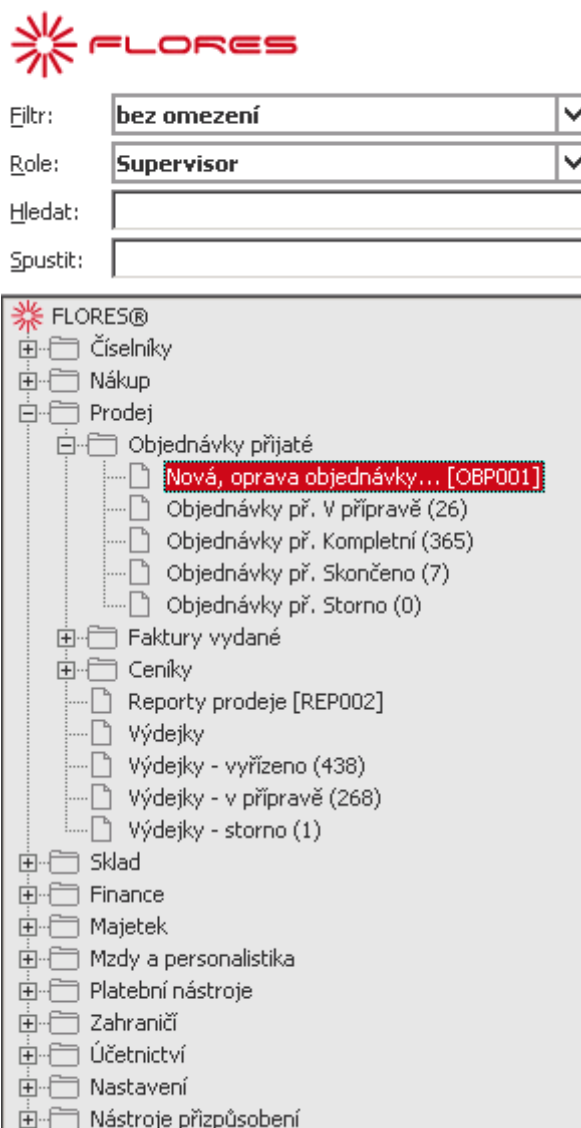 FLORES
Filtr: bez omezení
Role: Supervisor
Hledat:
Spustit:
FLORES®
Číselníky
Nákup
Prodej
Objednávky přijaté
Nová, oprava objednávky... [OBP001]
Objednávky př. V přípravě (26)
Objednávky př. Kompletní (365)
Objednávky př. Skončeno (7)
Objednávky př. Storno (0)
Faktury vydané
Ceníky
Reporty prodeje [REP002]
Výdejky
Výdejky - vyřízeno (438)
Výdejky - v přípravě (268)
Výdejky - storno (1)
Sklad
Finance
Majetek
Mzdy a personalistika
Platební nástroje
Zahraničí
Účetnictví
Nastavení
Nástroje přizpůsobení